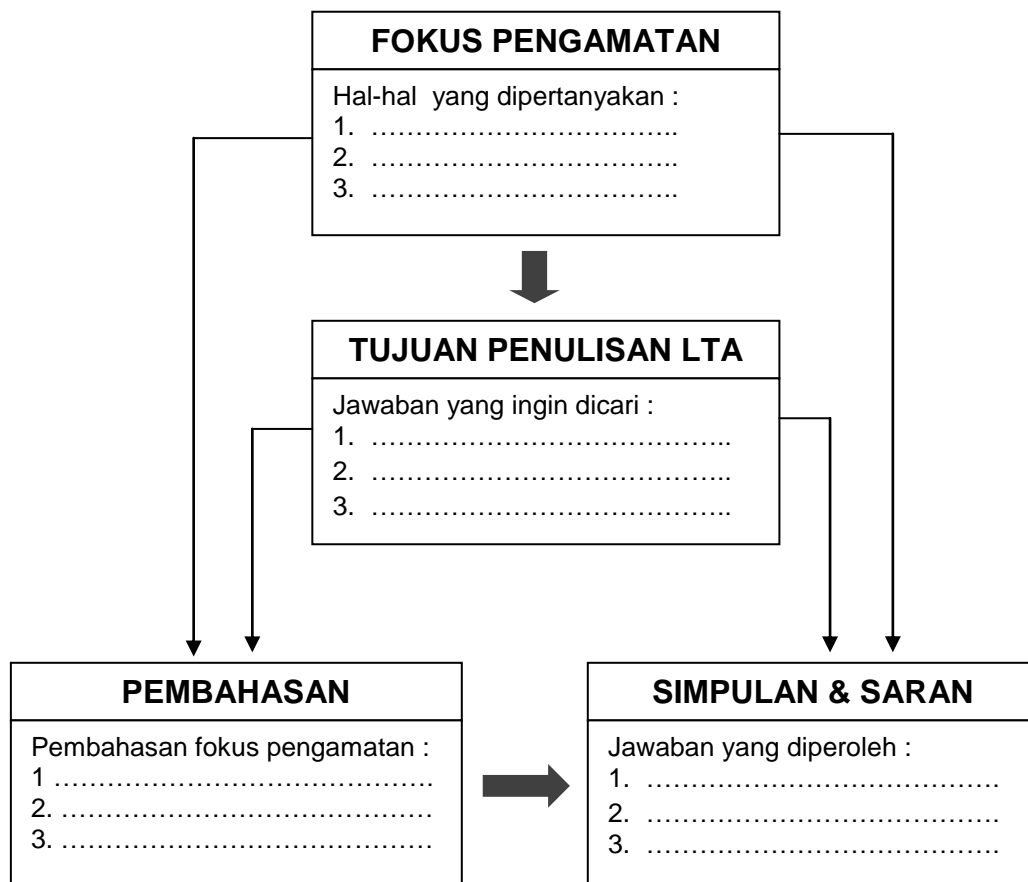 FOKUS PENGAMATAN
Hal-hal yang dipertanyakan :
1. ……………………………..
2. ……………………………..
3. ……………………………..
TUJUAN PENULISAN LTA
Jawaban yang ingin dicari :
1. …………………………………..
2. …………………………………..
3. …………………………………..
PEMBAHASAN
Pembahasan fokus pengamatan :
1 …………………………………….
2. ……………………………………
3. ……………………………………
SIMPULAN & SARAN
Jawaban yang diperoleh :
1. ………………………………….
2. ………………………………….
3. ………………………………….